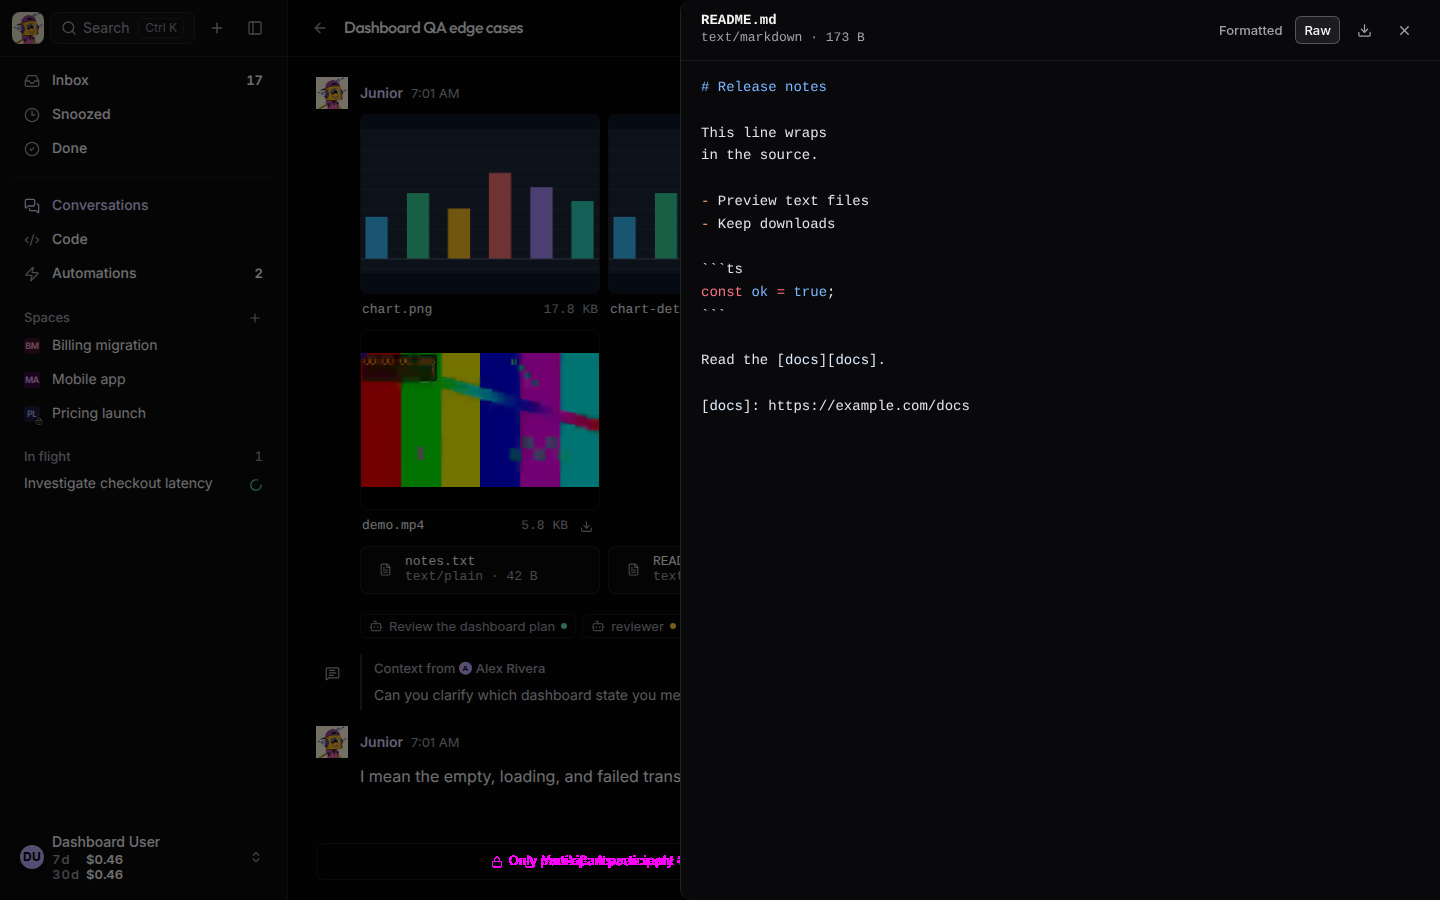 Search Ctrl K
Inbox 17
Snoozed
Done
Conversations
Code
Automations 2
Spaces
BM Billing migration
MA Mobile app
PL Pricing launch
In flight 1
Investigate checkout latency
DU Dashboard User
7d $0.46
30d $0.46
Dashboard QA edge cases
Junior 7:01 AM
chart.png 17.8 KB
chart-det
demo.mp4 5.8 KB
notes.txt
text/plain · 42 B
READ
text
Review the dashboard plan
reviewer
Context from A Alex Rivera
Can you clarify which dashboard state you me
Junior 7:01 AM
I mean the empty, loading, and failed trans
Only
README.md
text/markdown · 173 B
Formatted Raw
# Release notes
This line wraps
in the source.
- Preview text files
- Keep downloads
```ts
const ok = true;
```
Read the [docs][docs].
[docs]: https://example.com/docs